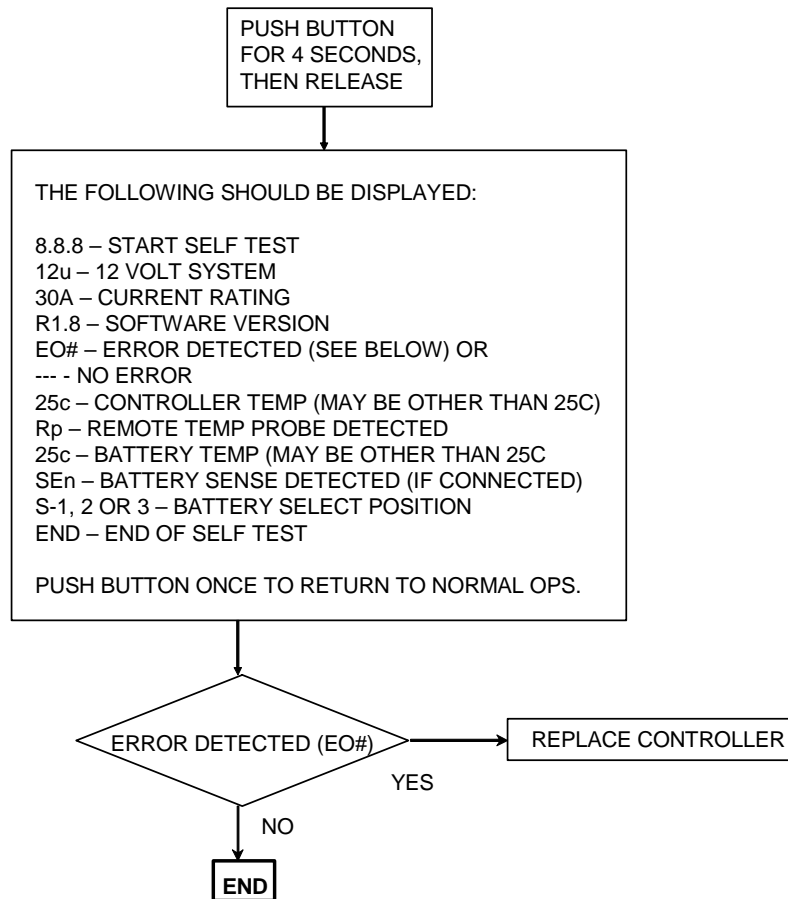 PUSH BUTTON
FOR 4 SECONDS,
THEN RELEASE
THE FOLLOWING SHOULD BE DISPLAYED:
8.8.8 – START SELF TEST
12u – 12 VOLT SYSTEM
30A – CURRENT RATING
R1.8 – SOFTWARE VERSION
EO# – ERROR DETECTED (SEE BELOW) OR
--- - NO ERROR
25c – CONTROLLER TEMP (MAY BE OTHER THAN 25C)
Rp – REMOTE TEMP PROBE DETECTED
25c – BATTERY TEMP (MAY BE OTHER THAN 25C
SEn – BATTERY SENSE DETECTED (IF CONNECTED)
S-1, 2 OR 3 – BATTERY SELECT POSITION
END – END OF SELF TEST
PUSH BUTTON ONCE TO RETURN TO NORMAL OPS.
ERROR DETECTED (EO#)
REPLACE CONTROLLER
YES
NO
END